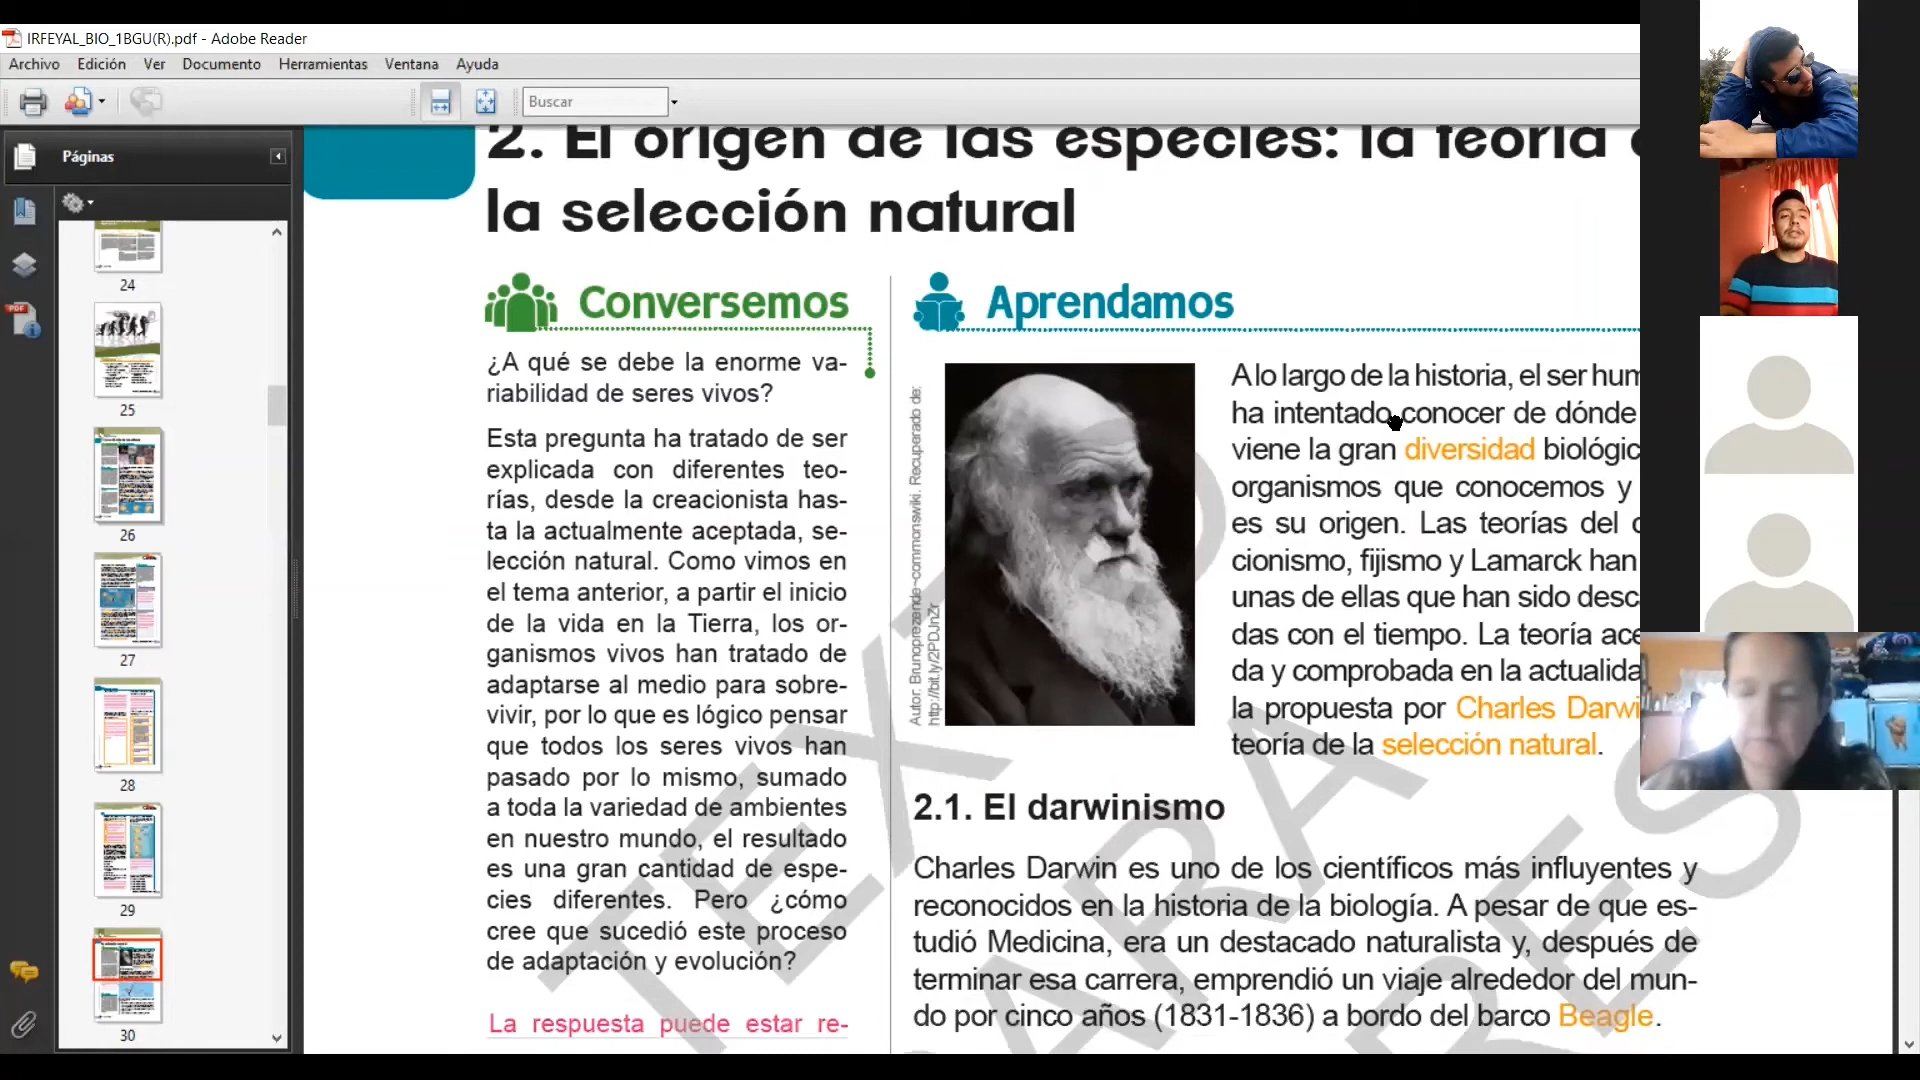 IRFEYAL_BIO_1BGU(R).pdf - Adobe Reader
Archivo Edición Ver Documento Herramientas Ventana Ayuda
Buscar
Páginas
24
25
26
27
28
29
30
2. El origen de las especies: la teoría
la selección natural
Conversemos
¿A qué se debe la enorme va-
riabilidad de seres vivos?
Esta pregunta ha tratado de ser
explicada con diferentes teo-
rías, desde la creacionista has-
ta la actualmente aceptada, se-
lección natural. Como vimos en
el tema anterior, a partir el inicio
de la vida en la Tierra, los or-
ganismos vivos han tratado de
adaptarse al medio para sobre-
vivir, por lo que es lógico pensar
que todos los seres vivos han
pasado por lo mismo, sumado
a toda la variedad de ambientes
en nuestro mundo, el resultado
es una gran cantidad de espe-
cies diferentes. Pero ¿cómo
cree que sucedió este proceso
de adaptación y evolución?
La respuesta puede estar re-
Aprendamos
Autor: Brunoprezende~commonswiki. Recuperado de:
http://bit.ly/2PDJnZr
A lo largo de la historia, el ser hum
ha intentado conocer de dónde
viene la gran diversidad biológic
organismos que conocemos y
es su origen. Las teorías del c
cionismo, fijismo y Lamarck han
unas de ellas que han sido desc
das con el tiempo. La teoría ace
da y comprobada en la actualida
la propuesta por Charles Darwi
teoría de la selección natural.
2.1. El darwinismo
Charles Darwin es uno de los científicos más influyentes y
reconocidos en la historia de la biología. A pesar de que es-
tudió Medicina, era un destacado naturalista y, después de
terminar esa carrera, emprendió un viaje alrededor del mun-
do por cinco años (1831-1836) a bordo del barco Beagle.